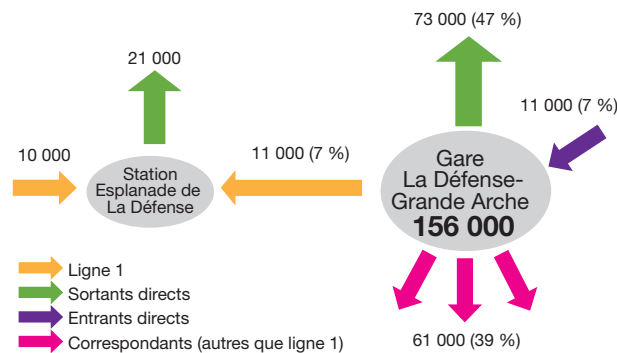 73 000 (47 %)
21 000
11 000 (7 %)
10 000
11 000 (7 %)
Station
Esplanade de
La Défense
Gare
La Défense-
Grande Arche
156 000
Ligne 1
Sortants directs
Entrants directs
Correspondants (autres que ligne 1)
61 000 (39 %)